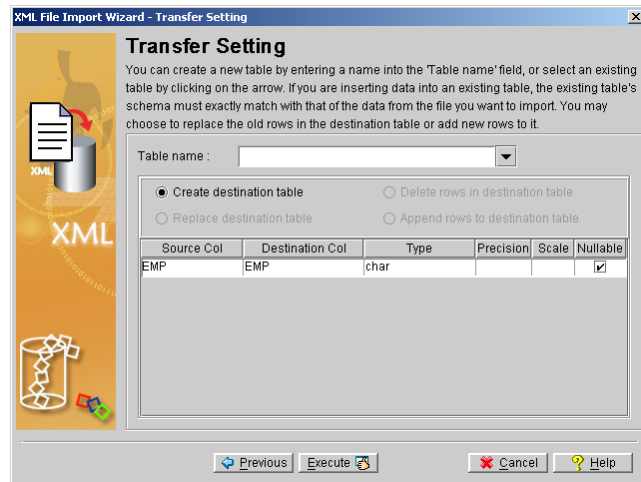 XML File Import Wizard - Transfer Setting
Transfer Setting
You can create a new table by entering a name into the 'Table name' field, or select an existing
table by clicking on the arrow. If you are inserting data into an existing table, the existing table's
schema must exactly match with that of the data from the file you want to import. You may
choose to replace the old rows in the destination table or add new rows to it.
Table name :
Create destination table Delete rows in destination table
Replace destination table Append rows to destination table
Source Col Destination Col Type Precision Scale Nullable
EMP EMP char
XML
XML
Previous Execute Cancel Help